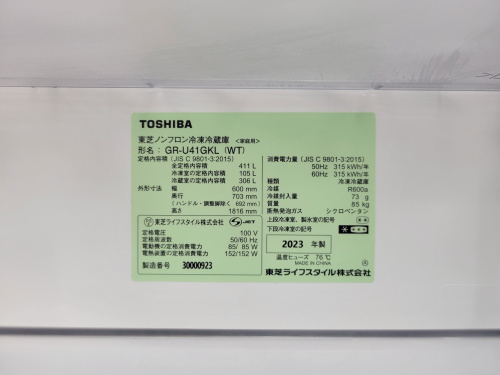 TOSHIBA
東芝ノンフロン冷凍冷蔵庫 <家庭用>
形名: GR-U41GKL (WT)
定格内容積 (JIS C 9801-3:2015)
全定格内容積 411 L
冷凍室の定格内容積 105 L
冷蔵室の定格内容積 306 L
外形寸法 幅 600 mm
奥行 703 mm
(ハンドル・調整脚除く 692 mm)
高さ 1816 mm
東芝ライフスタイル株式会社 S JET
定格電圧 100 V
定格周波数 50/60 Hz
電動機の定格消費電力 85/ 85 W
電熱装置の定格消費電力 152/152 W
製造番号 30000923
消費電力量 (JIS C 9801-3:2015)
50Hz 315 kWh/年
60Hz 315 kWh/年
種類 冷凍冷蔵庫
冷媒 R600a
冷媒封入量 73 g
質量 85 kg
断熱発泡ガス シクロペンタン
上段冷凍室、製氷室の記号 ***
下段冷凍室の記号 * ***
2023 年製
温度ヒューズ 76℃
MADE IN CHINA
東芝ライフスタイル株式会社